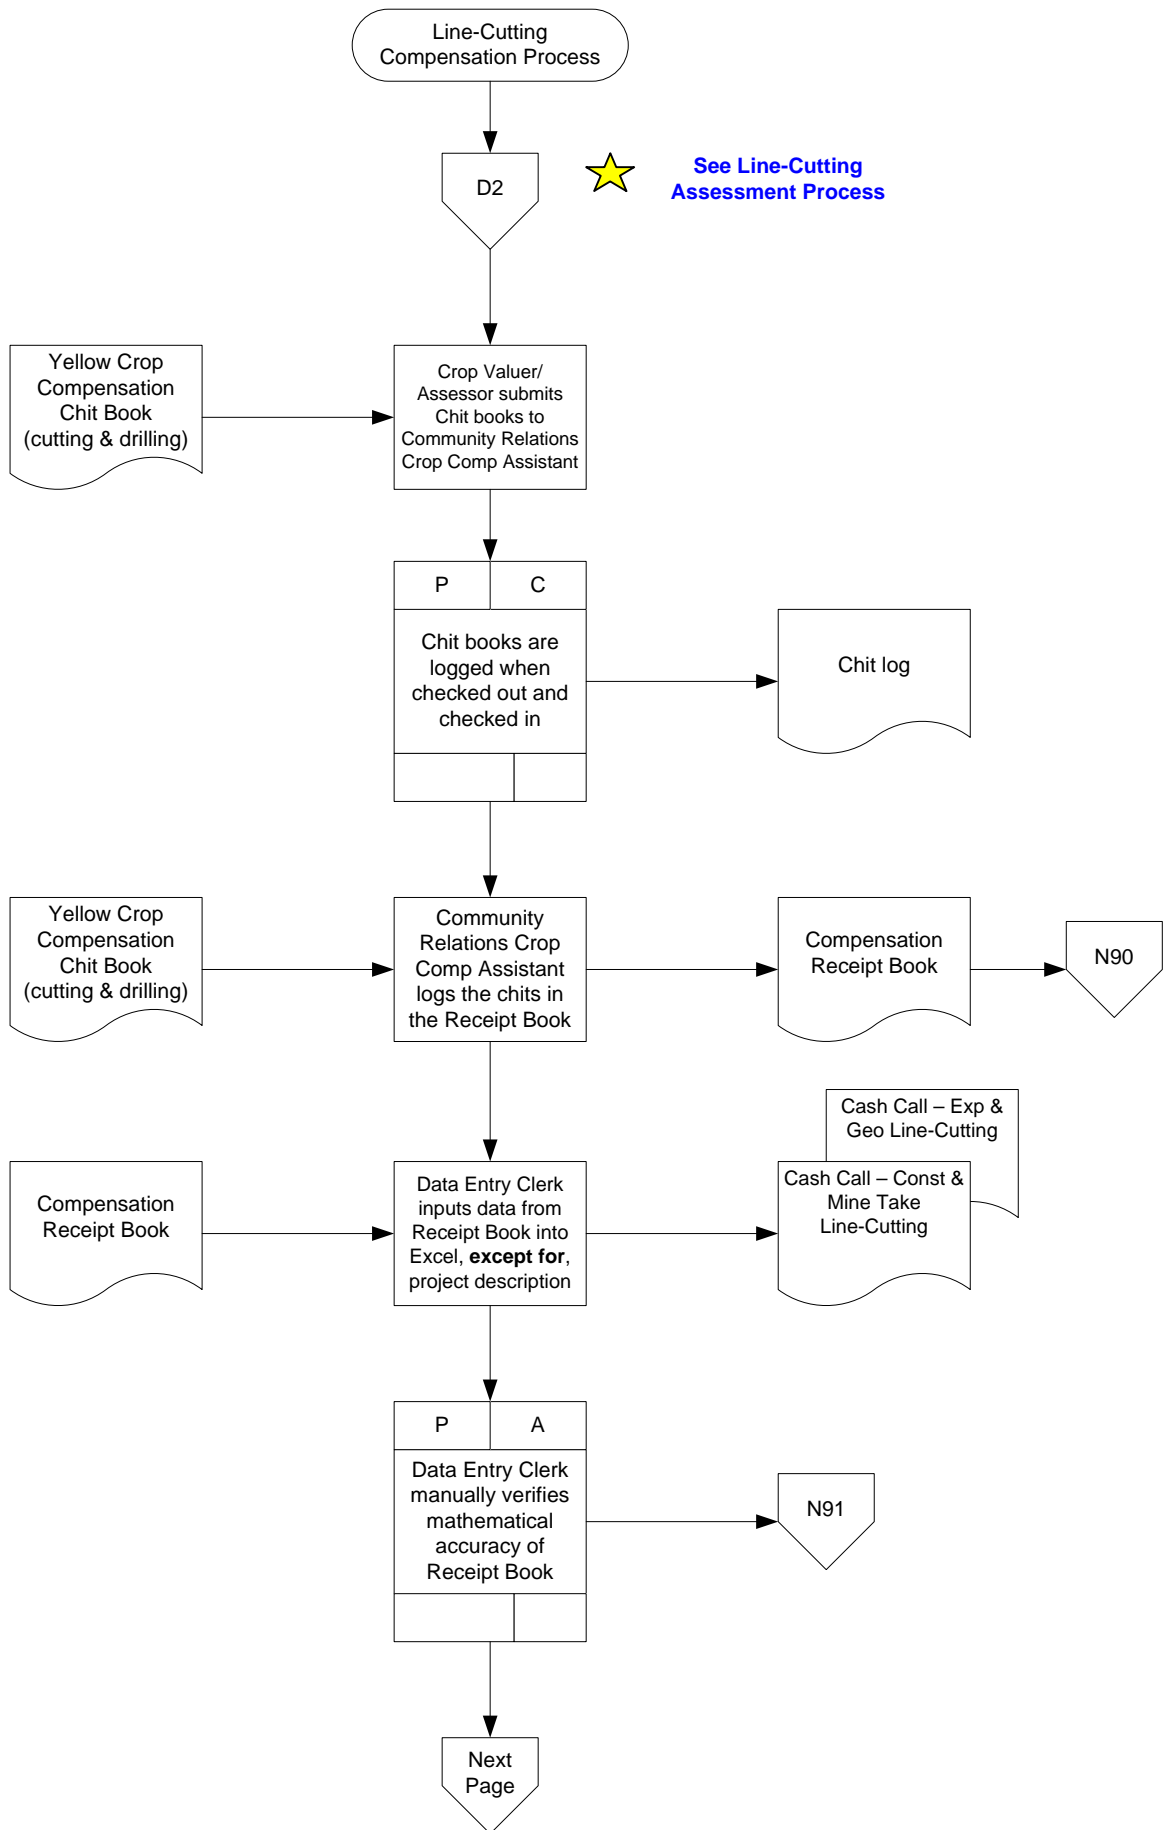 Line-Cutting
Compensation Process
D2
See Line-Cutting
Assessment Process
Yellow Crop
Compensation
Chit Book
(cutting & drilling)
Crop Valuer/
Assessor submits
Chit books to
Community Relations
Crop Comp Assistant
P
C
Chit books are
logged when
checked out and
checked in
Chit log
Yellow Crop
Compensation
Chit Book
(cutting & drilling)
Community
Relations Crop
Comp Assistant
logs the chits in
the Receipt Book
Compensation
Receipt Book
N90
Compensation
Receipt Book
Data Entry Clerk
inputs data from
Receipt Book into
Excel, except for,
project description
Cash Call – Exp &
Geo Line-Cutting
Cash Call – Const &
Mine Take
Line-Cutting
P
A
Data Entry Clerk
manually verifies
mathematical
accuracy of
Receipt Book
N91
Next
Page